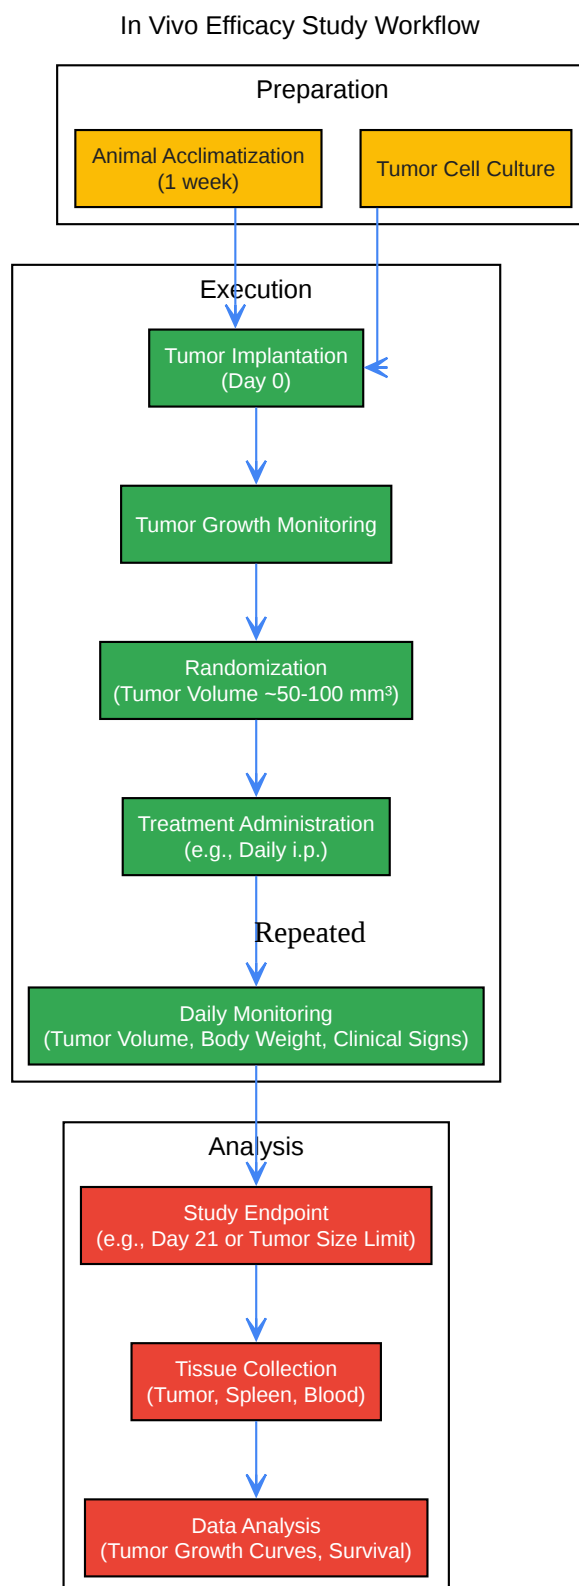 In Vivo Efficacy Study Workflow
Preparation
Animal Acclimatization
(1 week)
Tumor Cell Culture
Execution
Tumor Implantation
(Day 0)
Tumor Growth Monitoring
Randomization
(Tumor Volume ~50-100 mm³)
Treatment Administration
(e.g., Daily i.p.)
Repeated
Daily Monitoring
(Tumor Volume, Body Weight, Clinical Signs)
Analysis
Study Endpoint
(e.g., Day 21 or Tumor Size Limit)
Tissue Collection
(Tumor, Spleen, Blood)
Data Analysis
(Tumor Growth Curves, Survival)